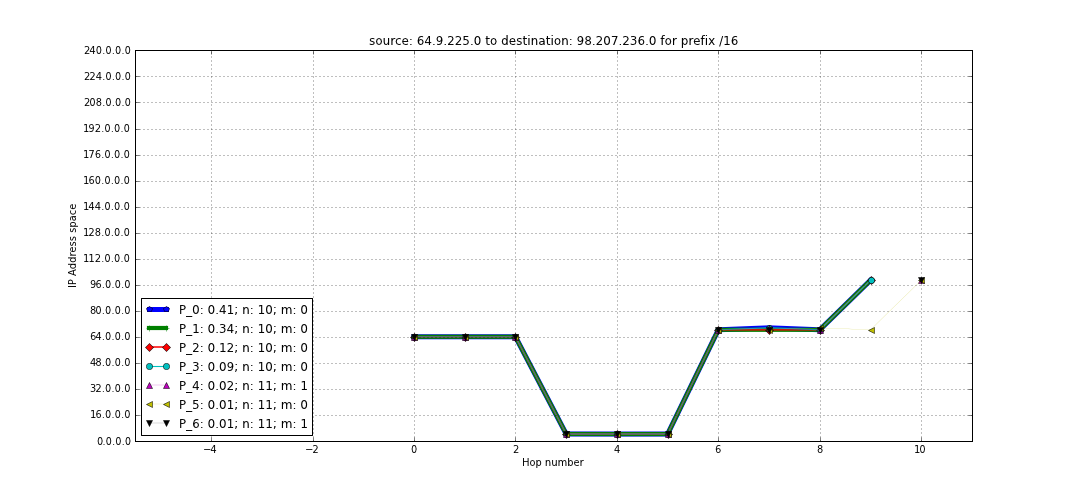 source: 64.9.225.0 to destination: 98.207.236.0 for prefix /16
240.0.0.0
224.0.0.0
208.0.0.0
192.0.0.0
176.0.0.0
160.0.0.0
144.0.0.0
128.0.0.0
112.0.0.0
96.0.0.0
80.0.0.0
64.0.0.0
48.0.0.0
32.0.0.0
16.0.0.0
0.0.0.0
IP Address space
P_0: 0.41; n: 10; m: 0
P_1: 0.34; n: 10; m: 0
P_2: 0.12; n: 10; m: 0
P_3: 0.09; n: 10; m: 0
P_4: 0.02; n: 11; m: 1
P_5: 0.01; n: 11; m: 0
P_6: 0.01; n: 11; m: 1
−4 −2 0 2 4 6 8 10
Hop number